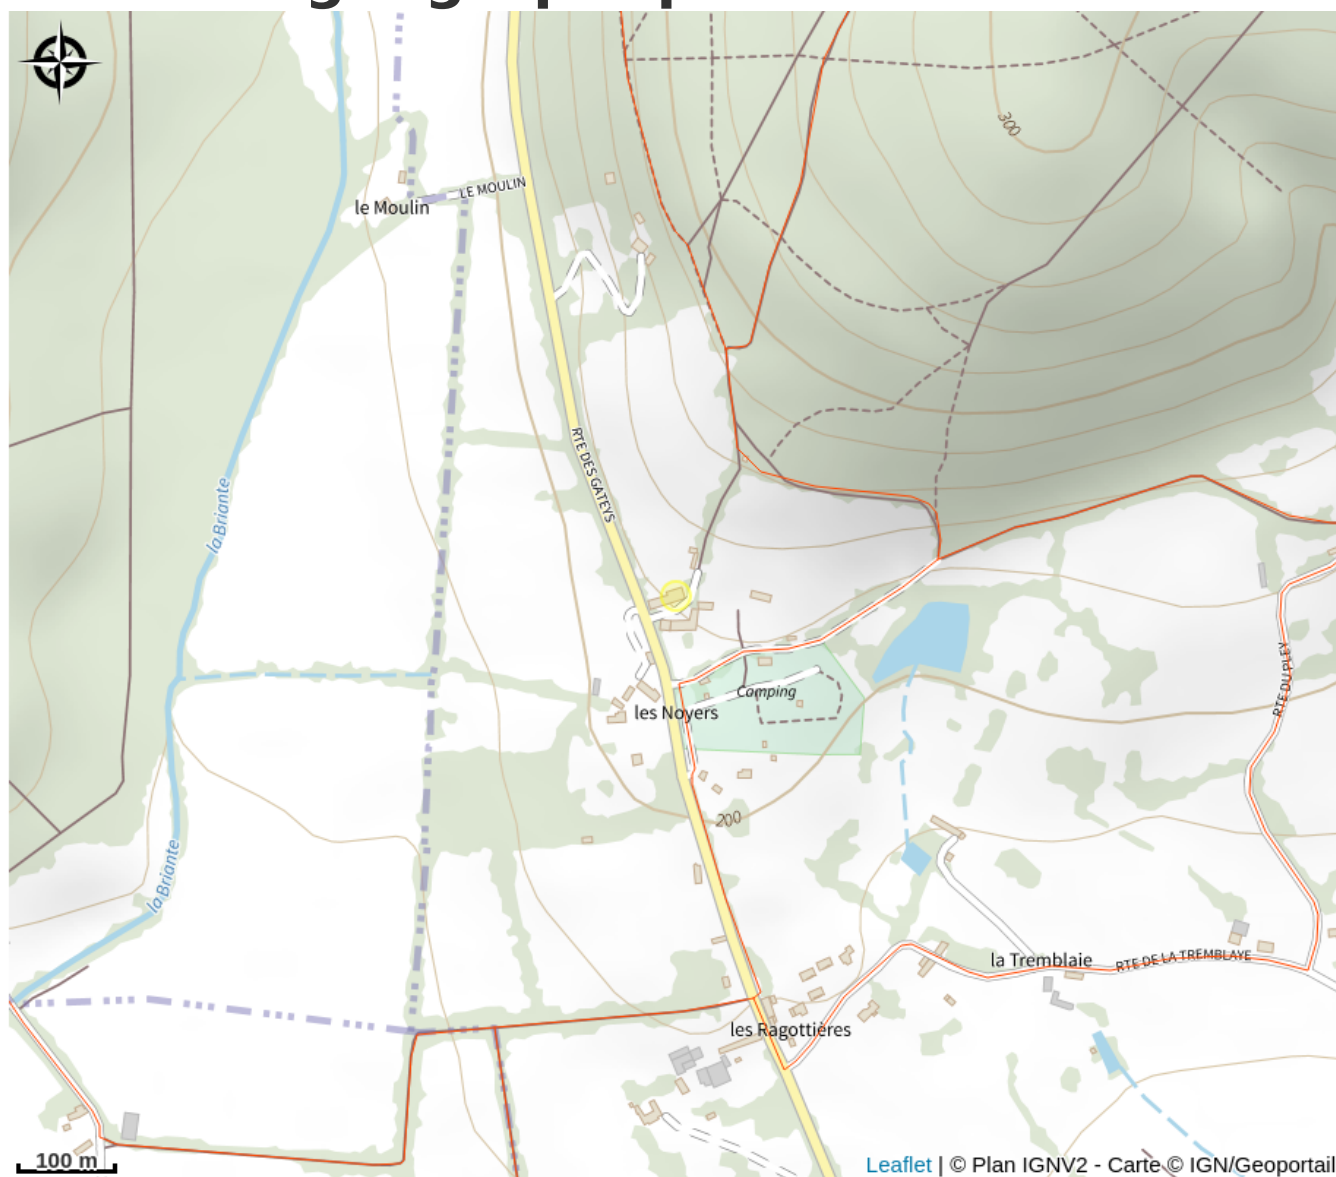 300
LE MOULIN
le Moulin
RTE DES GATEYS
la Briante
RTE DU PLEY
Camping
les Noyers
200
la Briante
la Tremblaie
RTE DE LA TREMBLAYE
les Ragottières
100 m
Leaflet | © Plan IGNV2 - Carte © IGN/Geoportail